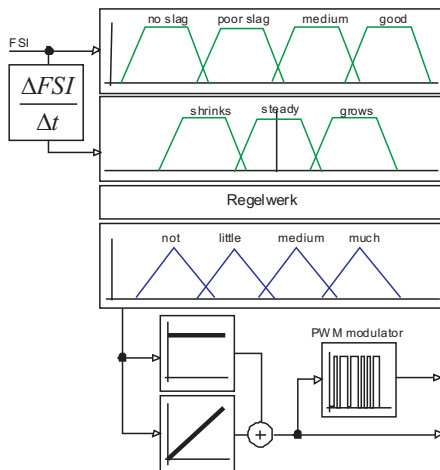 no slag poor slag medium good
FSI
ΔFSI
Δt
shrinks steady grows
Regelwerk
not little medium much
PWM modulator
+